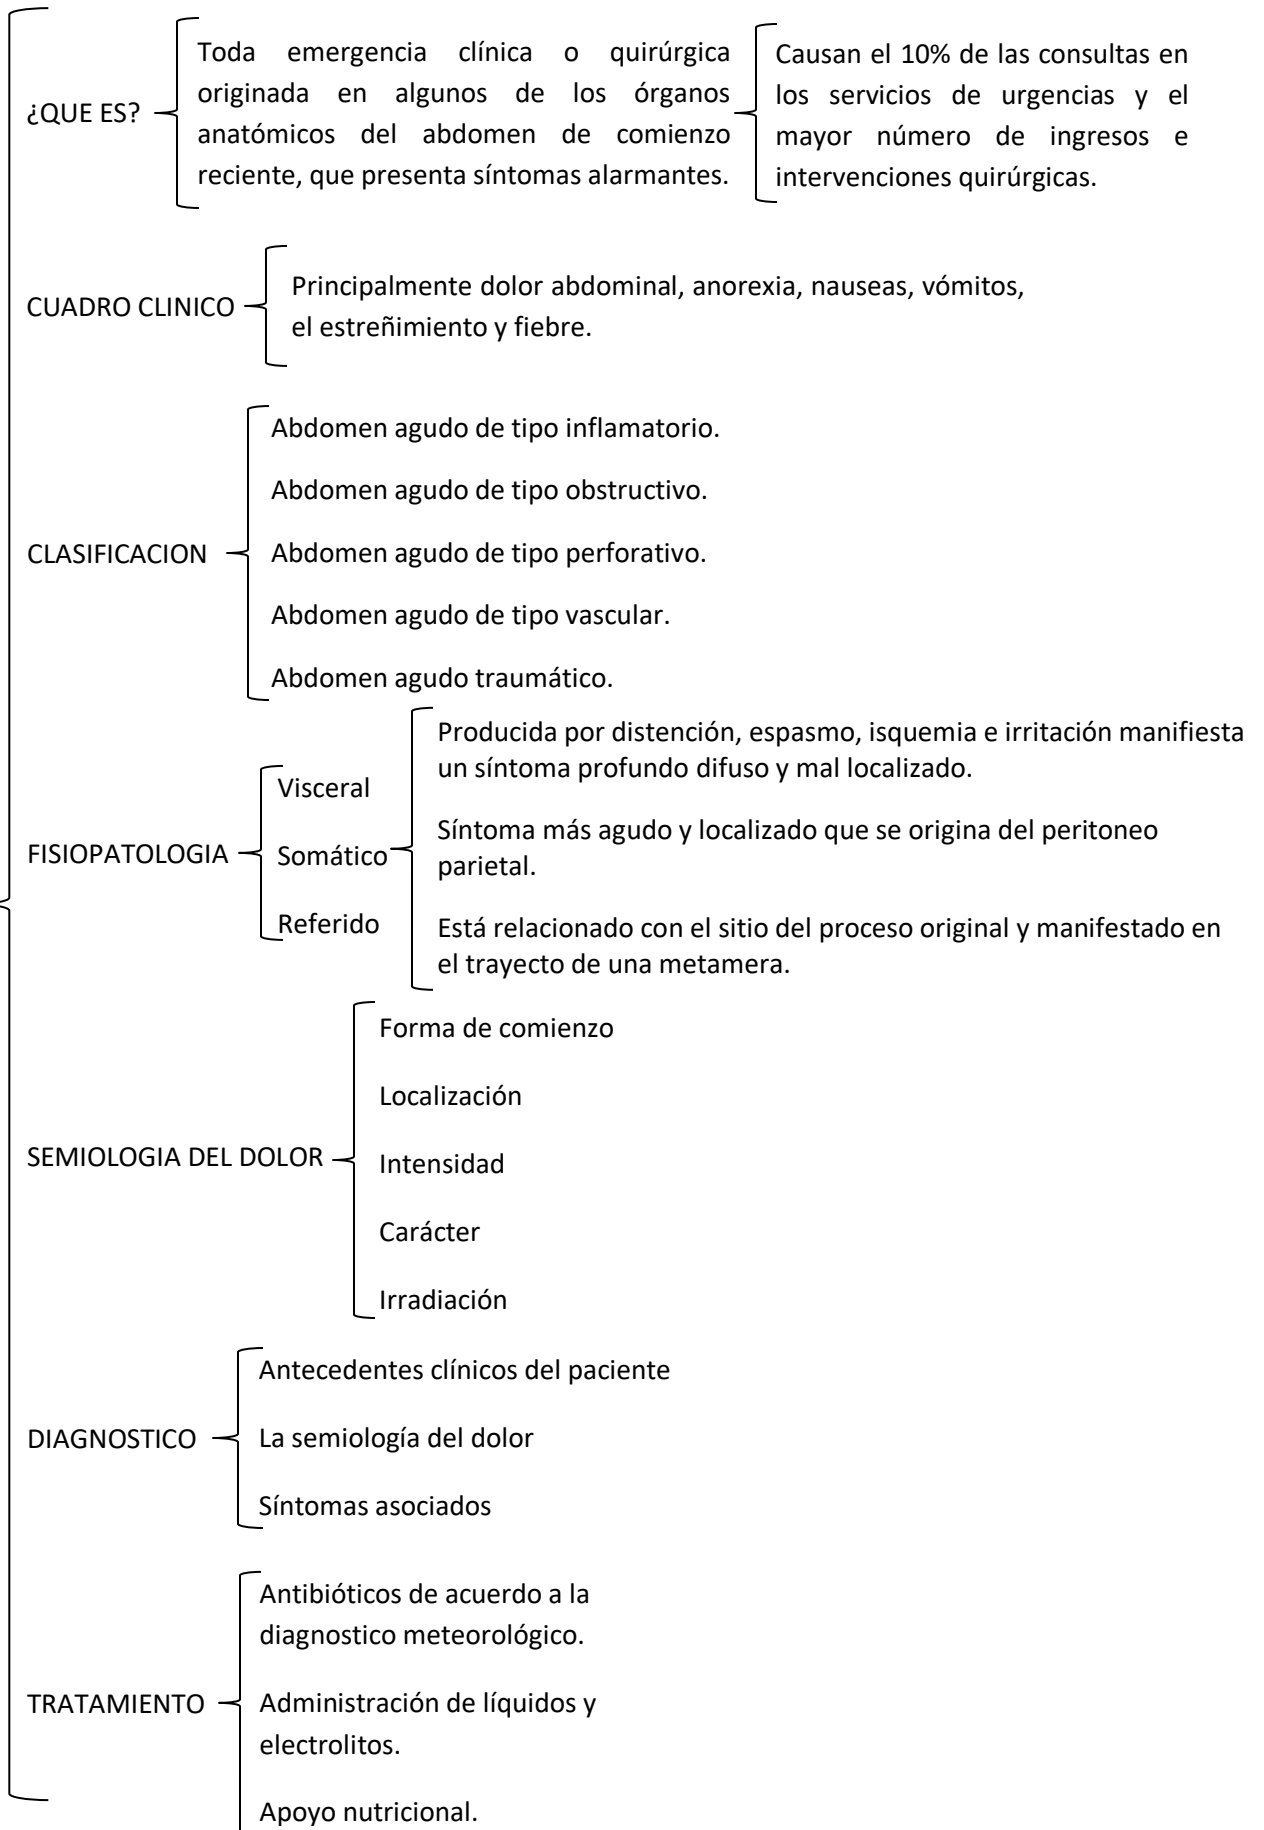 ¿QUE ES?
Toda emergencia clínica o quirúrgica
originada en algunos de los órganos
anatómicos del abdomen de comienzo
reciente, que presenta síntomas alarmantes.
Causan el 10% de las consultas en
los servicios de urgencias y el
mayor número de ingresos e
intervenciones quirúrgicas.
CUADRO CLINICO
Principalmente dolor abdominal, anorexia, nauseas, vómitos,
el estreñimiento y fiebre.
CLASIFICACION
Abdomen agudo de tipo inflamatorio.
Abdomen agudo de tipo obstructivo.
Abdomen agudo de tipo perforativo.
Abdomen agudo de tipo vascular.
Abdomen agudo traumático.
FISIOPATOLOGIA
Visceral
Somático
Referido
Producida por distención, espasmo, isquemia e irritación manifiesta
un síntoma profundo difuso y mal localizado.
Síntoma más agudo y localizado que se origina del peritoneo
parietal.
Está relacionado con el sitio del proceso original y manifestado en
el trayecto de una metamera.
SEMIOLOGIA DEL DOLOR
Forma de comienzo
Localización
Intensidad
Carácter
Irradiación
DIAGNOSTICO
Antecedentes clínicos del paciente
La semiología del dolor
Síntomas asociados
TRATAMIENTO
Antibióticos de acuerdo a la
diagnostico meteorológico.
Administración de líquidos y
electrolitos.
Apoyo nutricional.